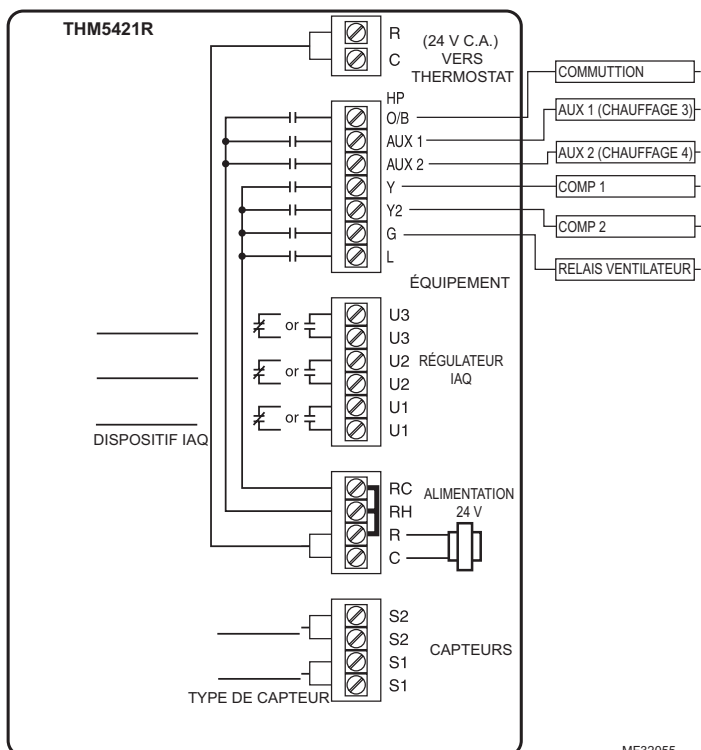 THM5421R
R
C
(24 V C.A.)
VERS
THERMOSTAT
HP
O/B
AUX 1
AUX 2
Y
Y2
G
L
ÉQUIPEMENT
COMMUTTION
AUX 1 (CHAUFFAGE 3)
AUX 2 (CHAUFFAGE 4)
COMP 1
COMP 2
RELAIS VENTILATEUR
or
or
or
U3
U3
U2
U2
U1
U1
RÉGULATEUR
IAQ
DISPOSITIF IAQ
RC
RH
R
C
ALIMENTATION
24 V
S2
S2
S1
S1
CAPTEURS
TYPE DE CAPTEUR